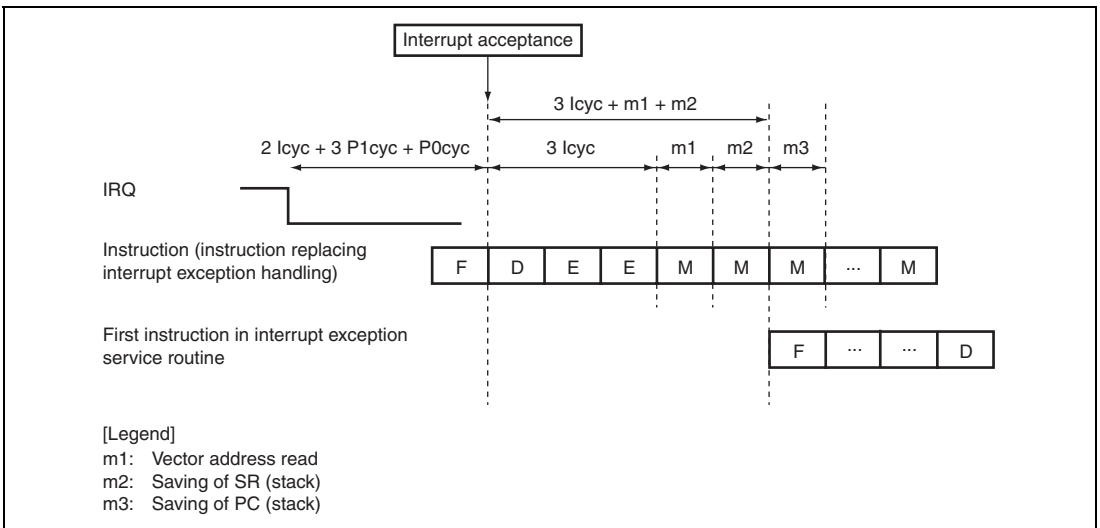 Interrupt acceptance
3 Icyc + m1 + m2
2 Icyc + 3 P1cyc + P0cyc 3 Icyc m1 m2 m3
IRQ
Instruction (instruction replacing
interrupt exception handling)
F D E E M M M ... M
First instruction in interrupt exception
service routine
F ... ... D
[Legend]
m1: Vector address read
m2: Saving of SR (stack)
m3: Saving of PC (stack)